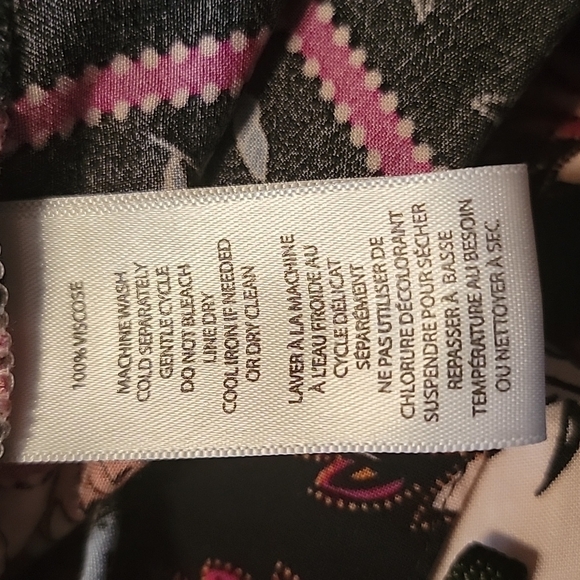 100% VISCOSE
MACHINE WASH
COLD SEPARATELY
GENTLE CYCLE
DO NOT BLEACH
LINE DRY
COOL IRON IF NEEDED
OR DRY CLEAN
LAVER À LA MACHINE
À L'EAU FROIDE AU
CYCLE DÉLICAT
SÉPARÉMENT
NE PAS UTILISER DE
CHLORURE DÉCOLORANT
SUSPENDRE POUR SÉCHER
REPASSER À BASSE
TEMPÉRATURE AU BESOIN
OU NETTOYER À SEC